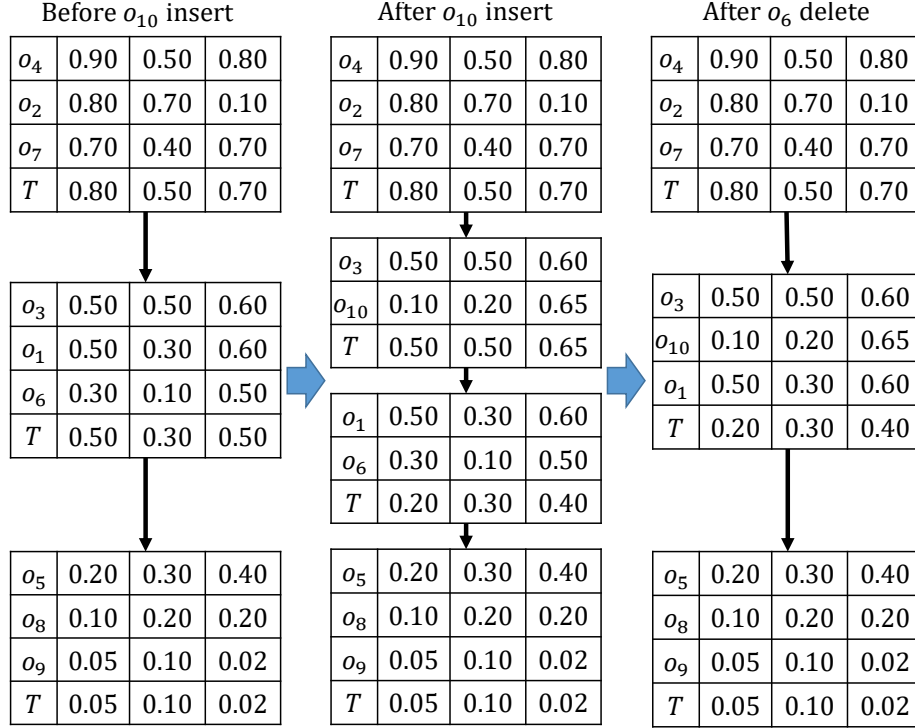 Before o₁₀ insert
o₄ 0.90 0.50 0.80
o₂ 0.80 0.70 0.10
o₇ 0.70 0.40 0.70
T 0.80 0.50 0.70
o₃ 0.50 0.50 0.60
o₁ 0.50 0.30 0.60
o₆ 0.30 0.10 0.50
T 0.50 0.30 0.50
o₅ 0.20 0.30 0.40
o₈ 0.10 0.20 0.20
o₉ 0.05 0.10 0.02
T 0.05 0.10 0.02
After o₁₀ insert
o₄ 0.90 0.50 0.80
o₂ 0.80 0.70 0.10
o₇ 0.70 0.40 0.70
T 0.80 0.50 0.70
o₃ 0.50 0.50 0.60
o₁₀ 0.10 0.20 0.65
T 0.50 0.50 0.65
o₁ 0.50 0.30 0.60
o₆ 0.30 0.10 0.50
T 0.20 0.30 0.40
o₅ 0.20 0.30 0.40
o₈ 0.10 0.20 0.20
o₉ 0.05 0.10 0.02
T 0.05 0.10 0.02
After o₆ delete
o₄ 0.90 0.50 0.80
o₂ 0.80 0.70 0.10
o₇ 0.70 0.40 0.70
T 0.80 0.50 0.70
o₃ 0.50 0.50 0.60
o₁₀ 0.10 0.20 0.65
o₁ 0.50 0.30 0.60
T 0.20 0.30 0.40
o₅ 0.20 0.30 0.40
o₈ 0.10 0.20 0.20
o₉ 0.05 0.10 0.02
T 0.05 0.10 0.02